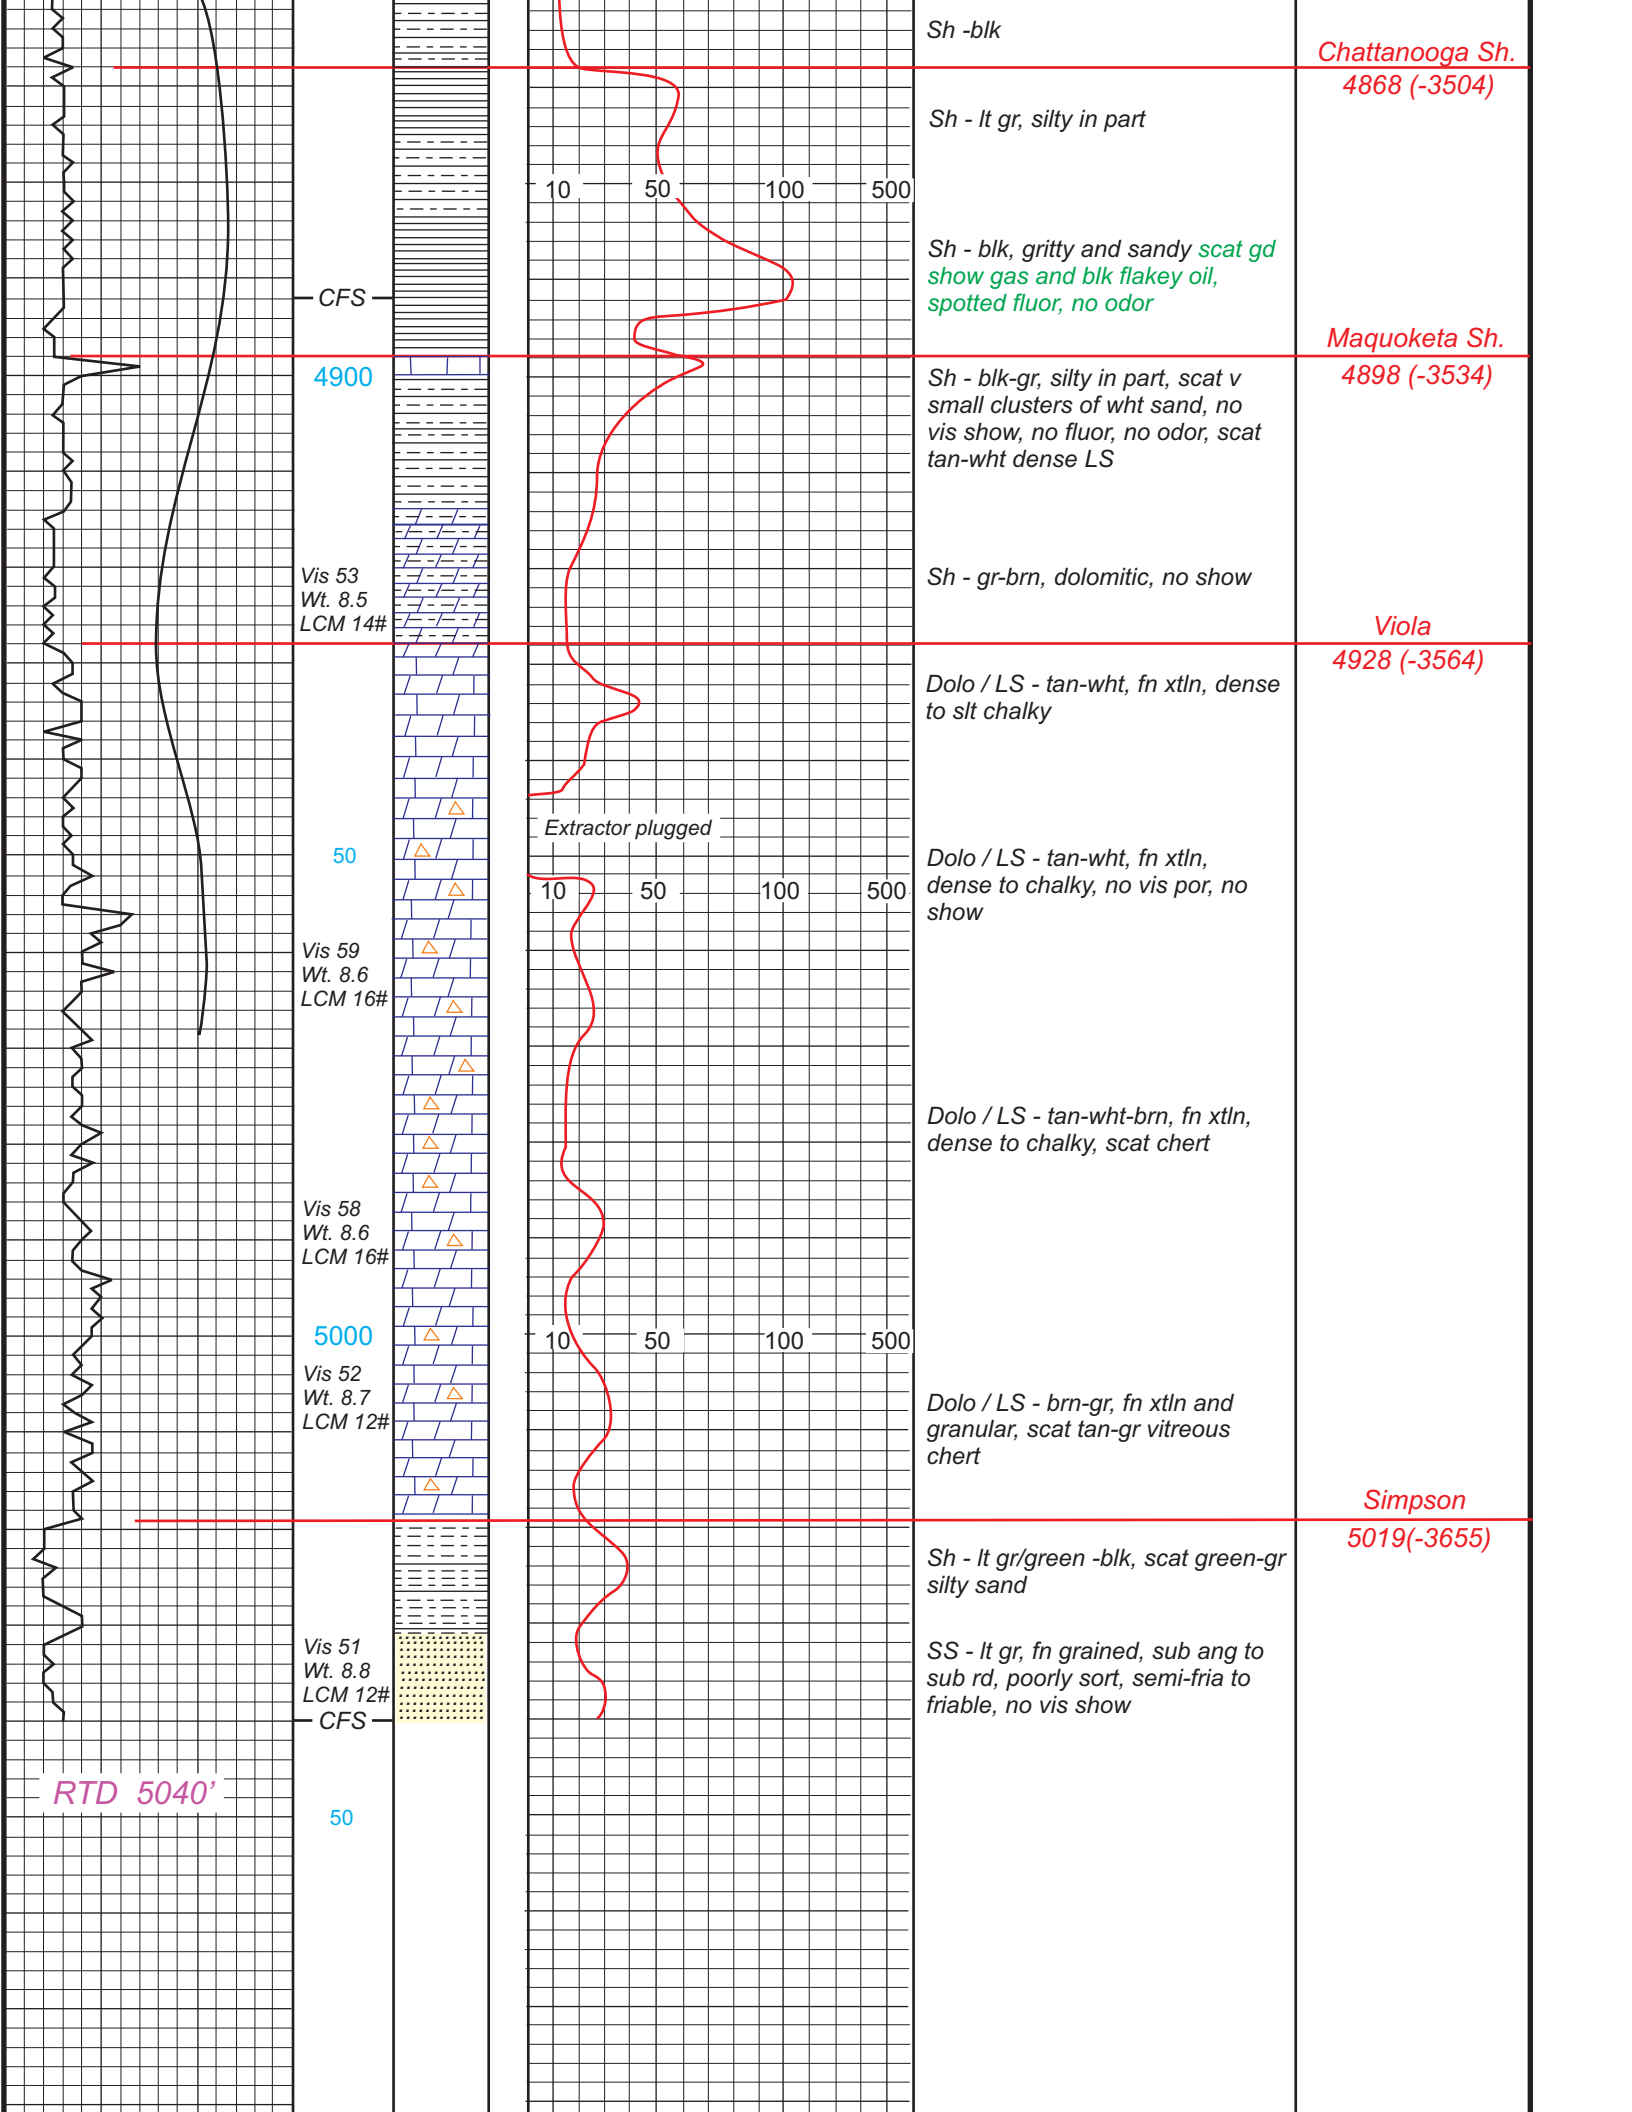 Sh -blk
Chattanooga Sh.
4868 (-3504)
Sh - lt gr, silty in part
10 50 100 500
Sh - blk, gritty and sandy scat gd
show gas and blk flakey oil,
spotted fluor, no odor
CFS
Maquoketa Sh.
4898 (-3534)
4900
Sh - blk-gr, silty in part, scat v
small clusters of wht sand, no
vis show, no fluor, no odor, scat
tan-wht dense LS
Vis 53
Wt. 8.5
LCM 14#
Sh - gr-brn, dolomitic, no show
Viola
4928 (-3564)
Dolo / LS - tan-wht, fn xtln, dense
to slt chalky
Extractor plugged
50
Dolo / LS - tan-wht, fn xtln,
dense to chalky, no vis por, no
show
10 50 100 500
Vis 59
Wt. 8.6
LCM 16#
Dolo / LS - tan-wht-brn, fn xtln,
dense to chalky, scat chert
Vis 58
Wt. 8.6
LCM 16#
5000
10 50 100 500
Vis 52
Wt. 8.7
LCM 12#
Dolo / LS - brn-gr, fn xtln and
granular, scat tan-gr vitreous
chert
Simpson
5019(-3655)
Sh - lt gr/green -blk, scat green-gr
silty sand
Vis 51
Wt. 8.8
LCM 12#
CFS
SS - lt gr, fn grained, sub ang to
sub rd, poorly sort, semi-fria to
friable, no vis show
RTD 5040’
50